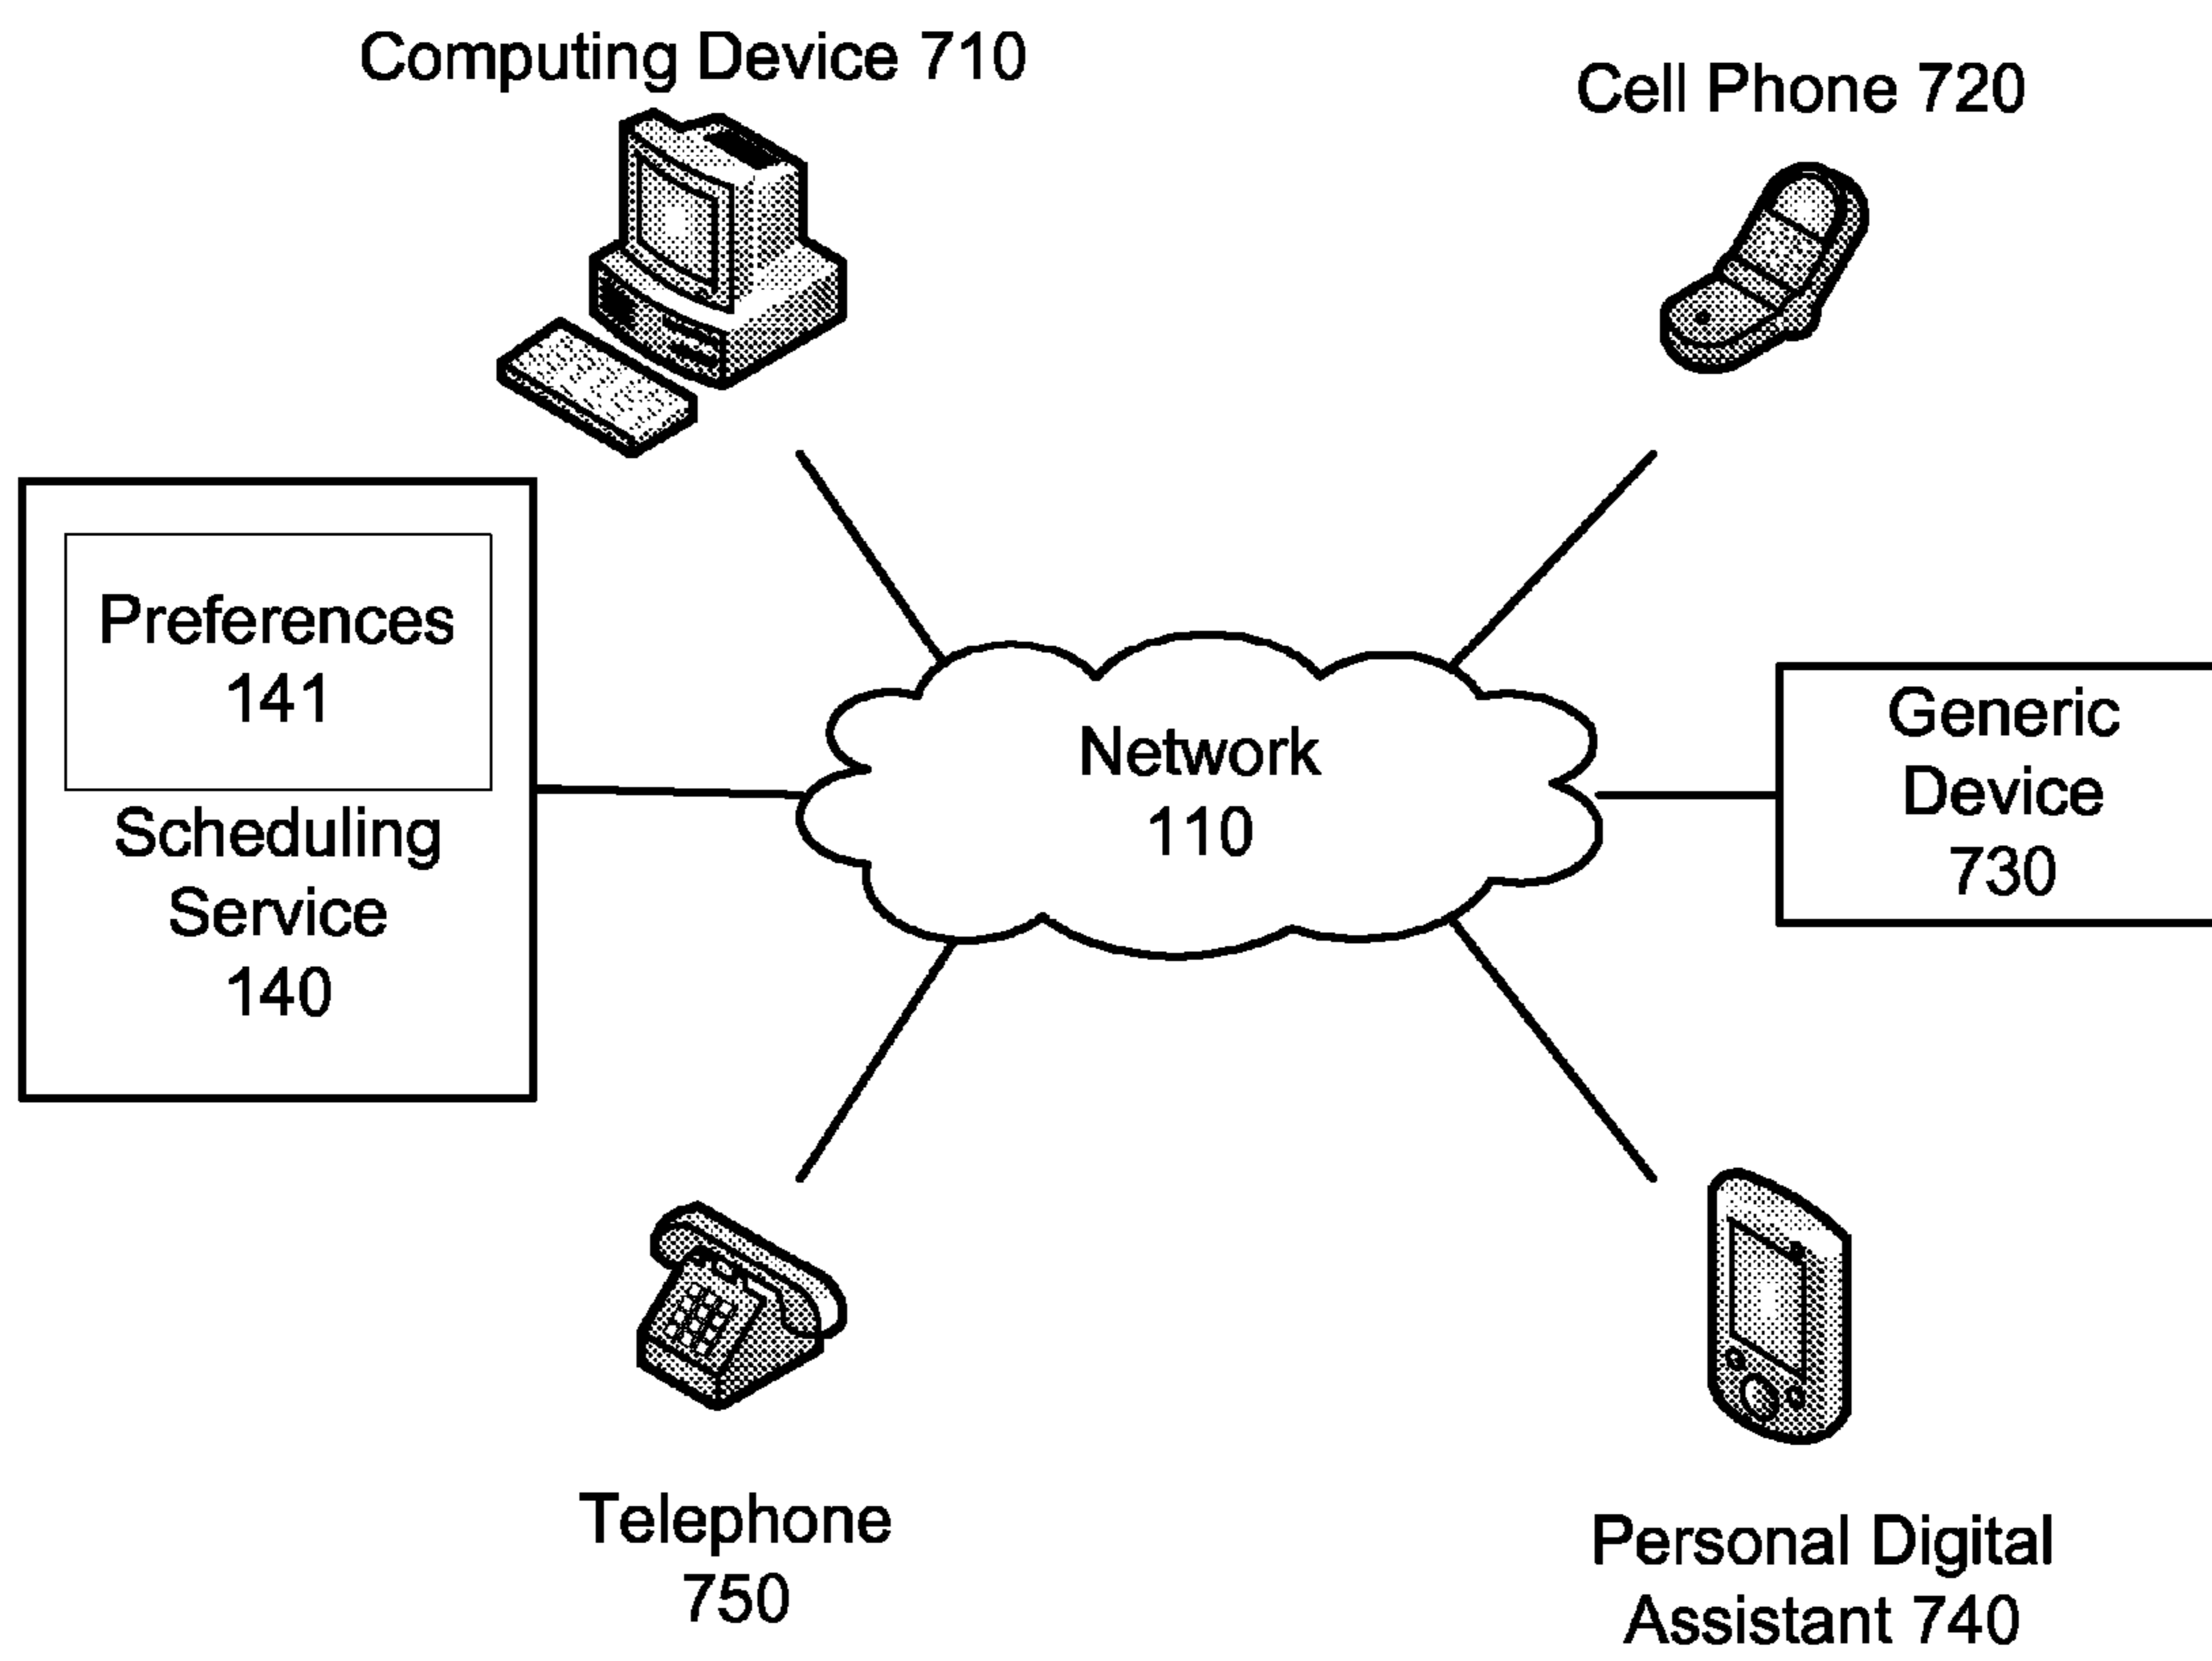 Computing Device 710
Cell Phone 720
Preferences
141
Scheduling
Service
140
Network
110
Generic
Device
730
Telephone
750
Personal Digital
Assistant 740